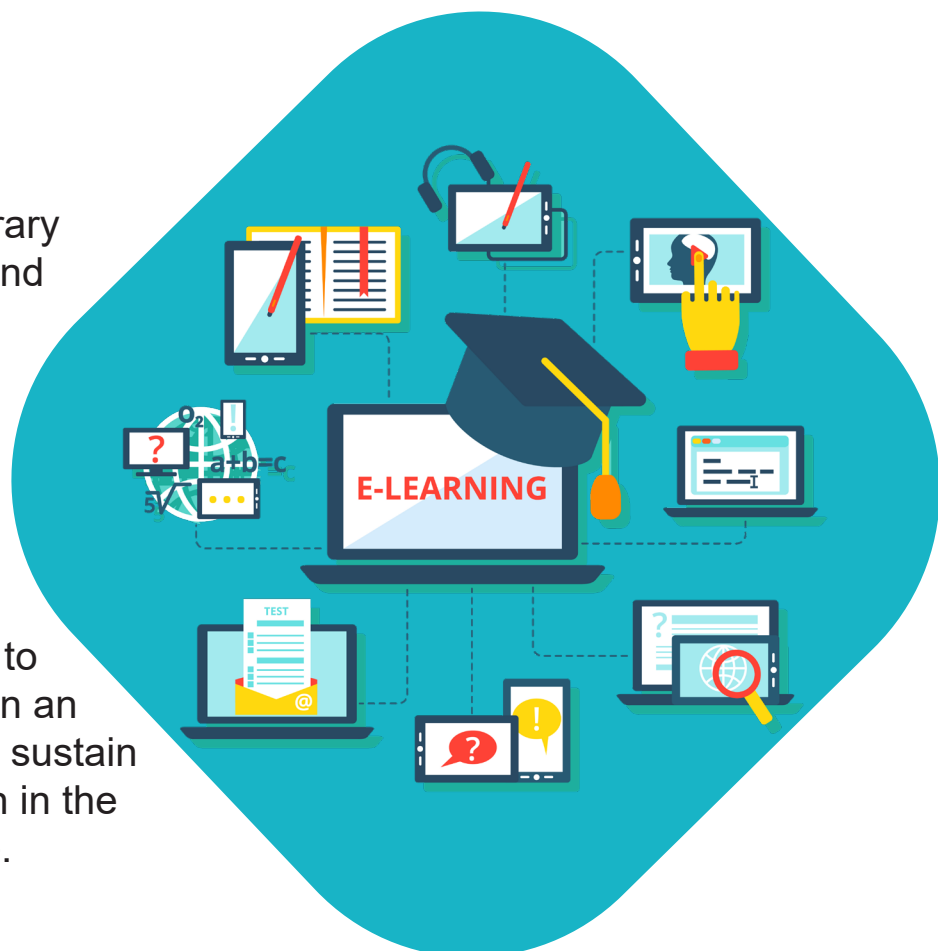 rary
nd
O₂
!
?
a+b=c
5√
E-LEARNING
to
n an
sustain
n in the
.
TEST
@
?
!
?